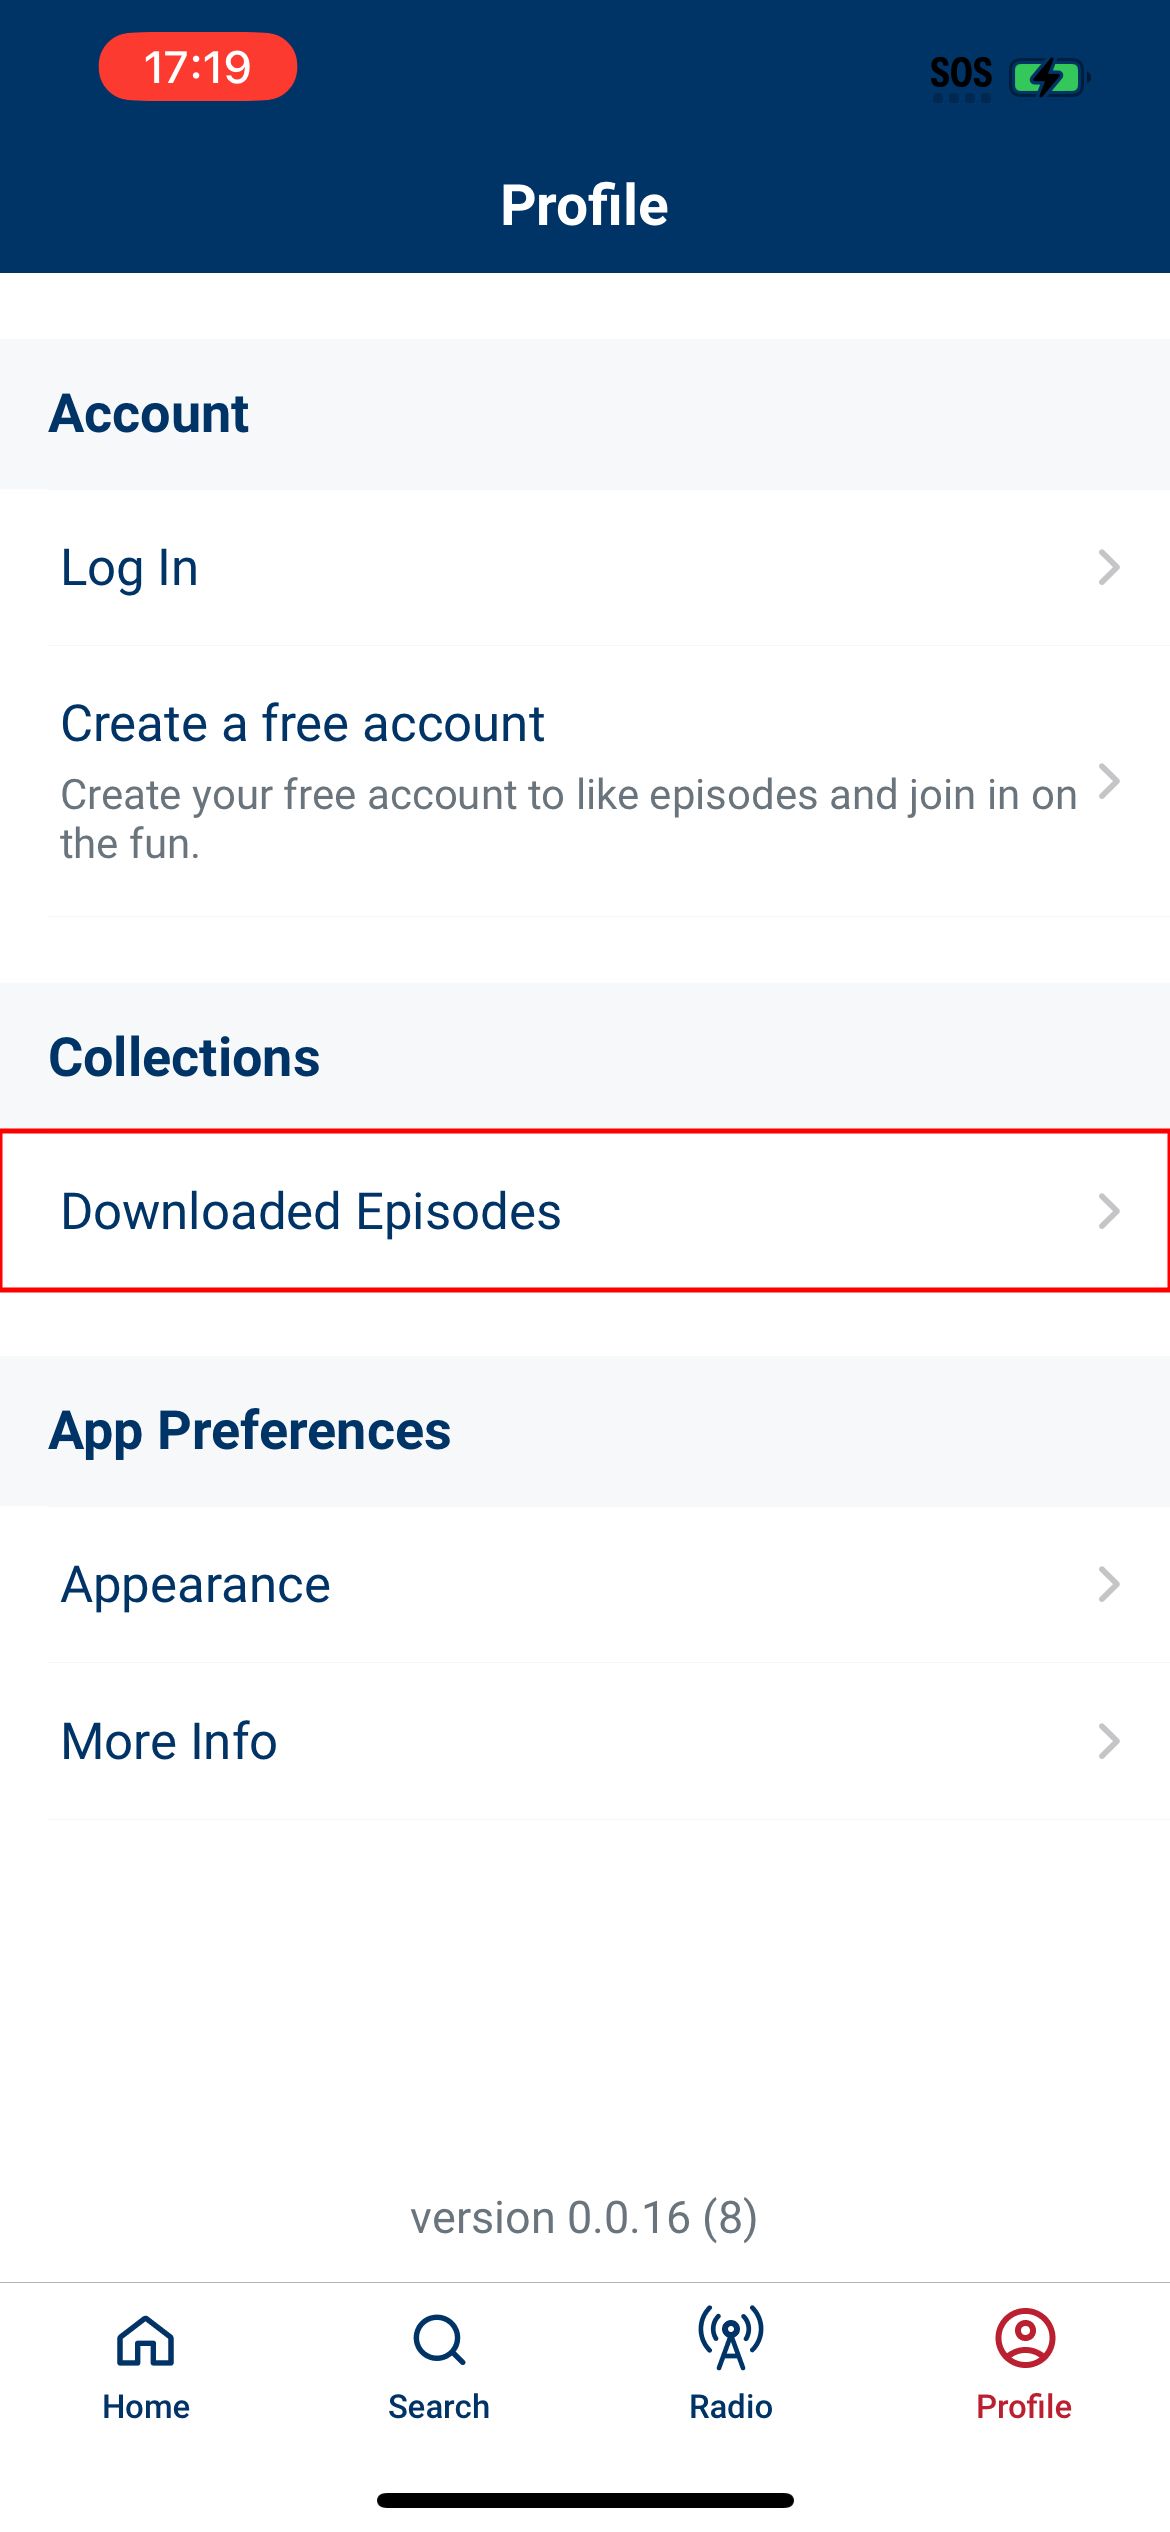 17:19
SOS
Profile
Account
Log In
Create a free account
Create your free account to like episodes and join in on
the fun.
Collections
Downloaded Episodes
App Preferences
Appearance
More Info
version 0.0.16 (8)
Home
Search
Radio
Profile